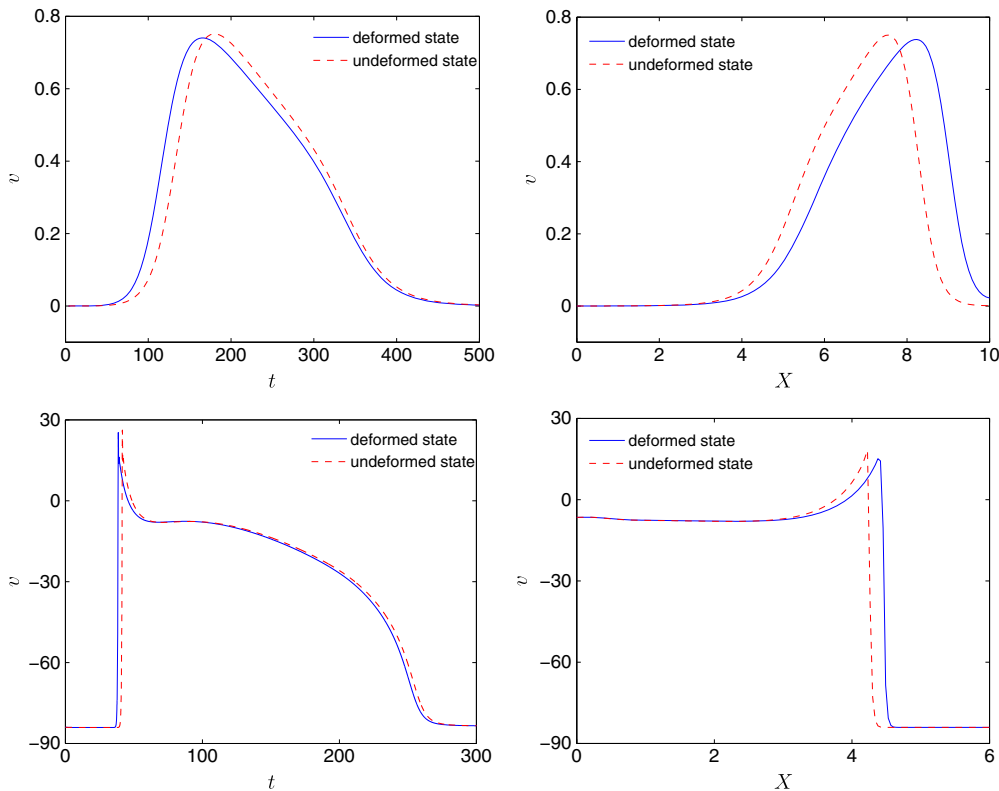 0.8
0.6
0.4
0.2
0
v
0 100 200 300 400 500
t
deformed state
undeformed state
0.8
0.6
0.4
0.2
0
v
0 2 4 6 8 10
X
deformed state
undeformed state
30
0
−30
−60
−90
v
0 100 200 300
t
deformed state
undeformed state
30
0
−30
−60
−90
v
0 2 4 6
X
deformed state
undeformed state